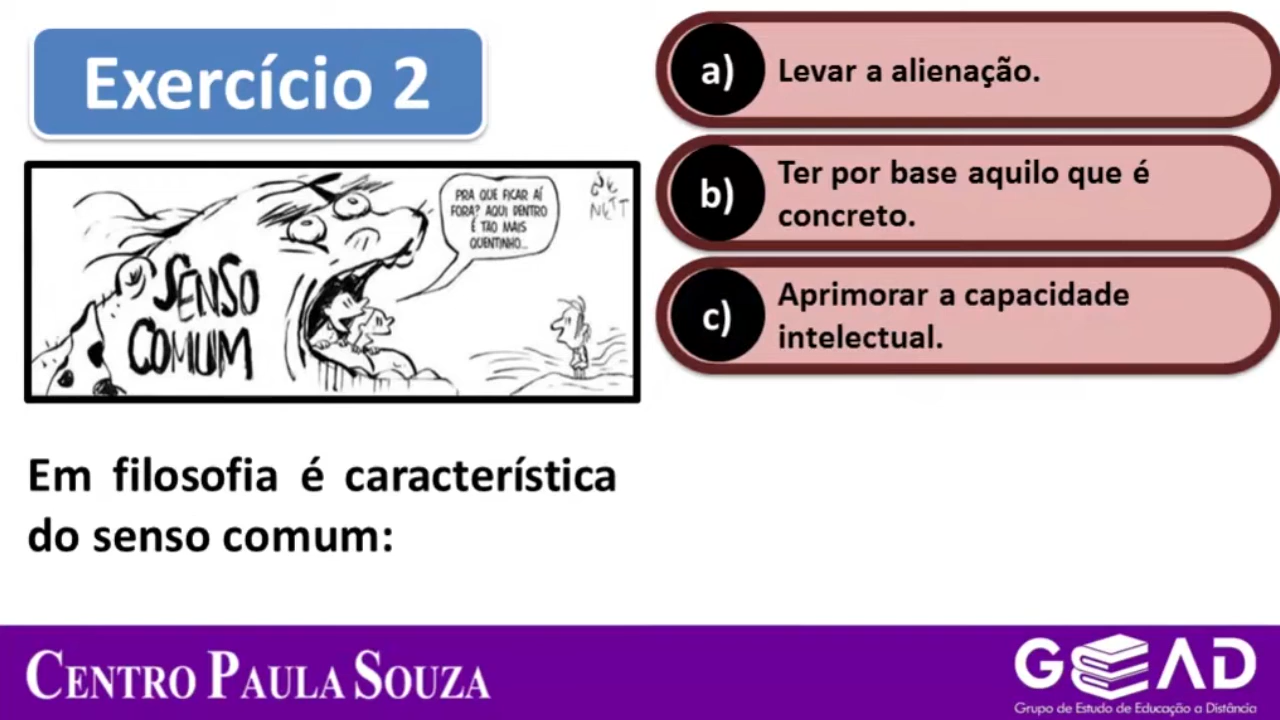 Exercício 2
a) Levar a alienação.
b) Ter por base aquilo que é
concreto.
c) Aprimorar a capacidade
intelectual.
PRA QUE FICAR AÍ
FORA? AQUI DENTRO
É TÃO MAIS
QUENTINHO...
SENSO
COMUM
Em filosofia é característica
do senso comum:
CENTRO PAULA SOUZA
GEAD
Grupo de Estudo de Educação a Distância